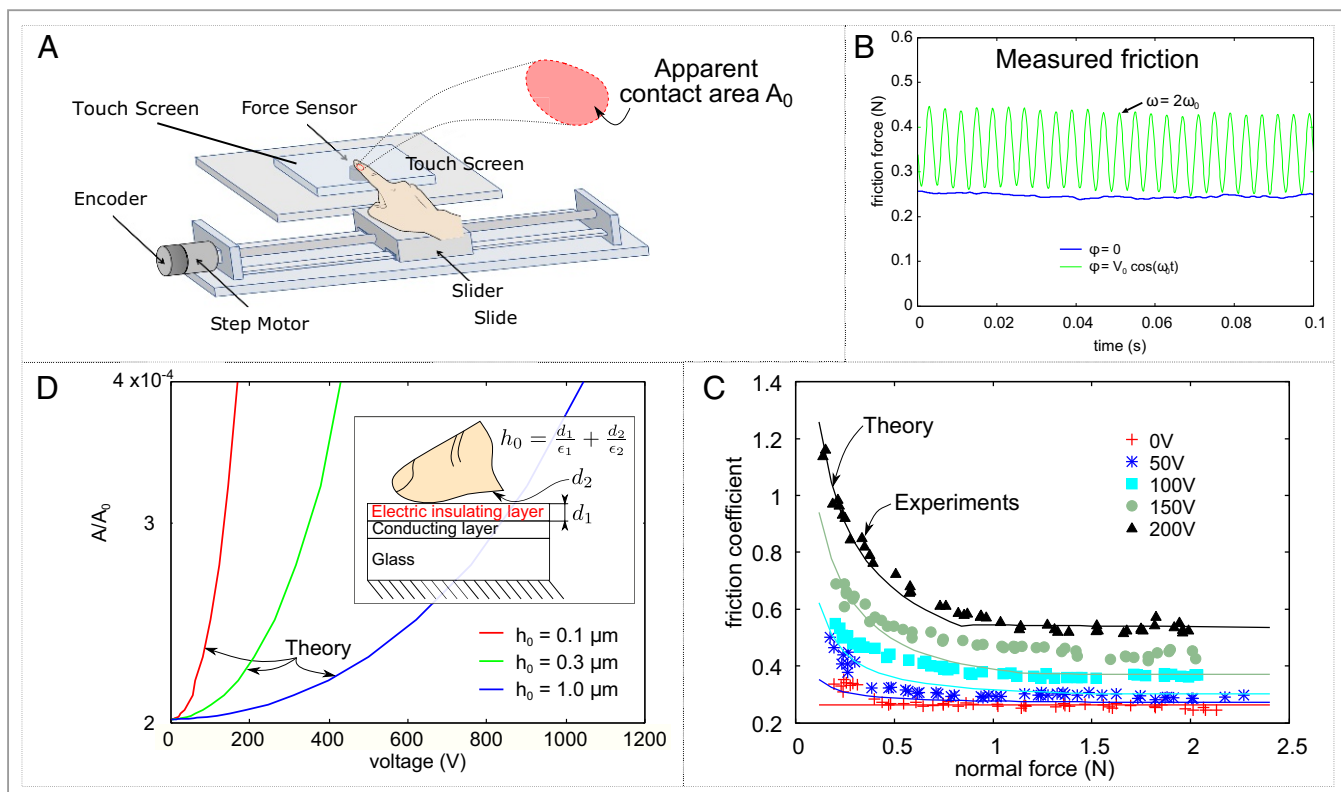 A
Touch Screen
Force Sensor
Apparent
contact area A₀
Touch Screen
Encoder
Step Motor
Slider
Slide
B
Measured friction
ω = 2ω₀
friction force (N)
0.6
0.5
0.4
0.3
0.2
0.1
0
φ = 0
φ = V₀ cos(ω₀t)
0 0.02 0.04 0.06 0.08 0.1
time (s)
D
4 x10⁻⁴
3
2
A/A₀
h₀ = d₁/ϵ₁ + d₂/ϵ₂
d₂
Electric insulating layer
d₁
Conducting layer
Glass
Theory
h₀ = 0.1 µm
h₀ = 0.3 µm
h₀ = 1.0 µm
0 200 400 600 800 1000 1200
voltage (V)
C
1.4
1.2
1
0.8
0.6
0.4
0.2
friction coefficient
Theory
Experiments
0V
50V
100V
150V
200V
0 0.5 1 1.5 2 2.5
normal force (N)